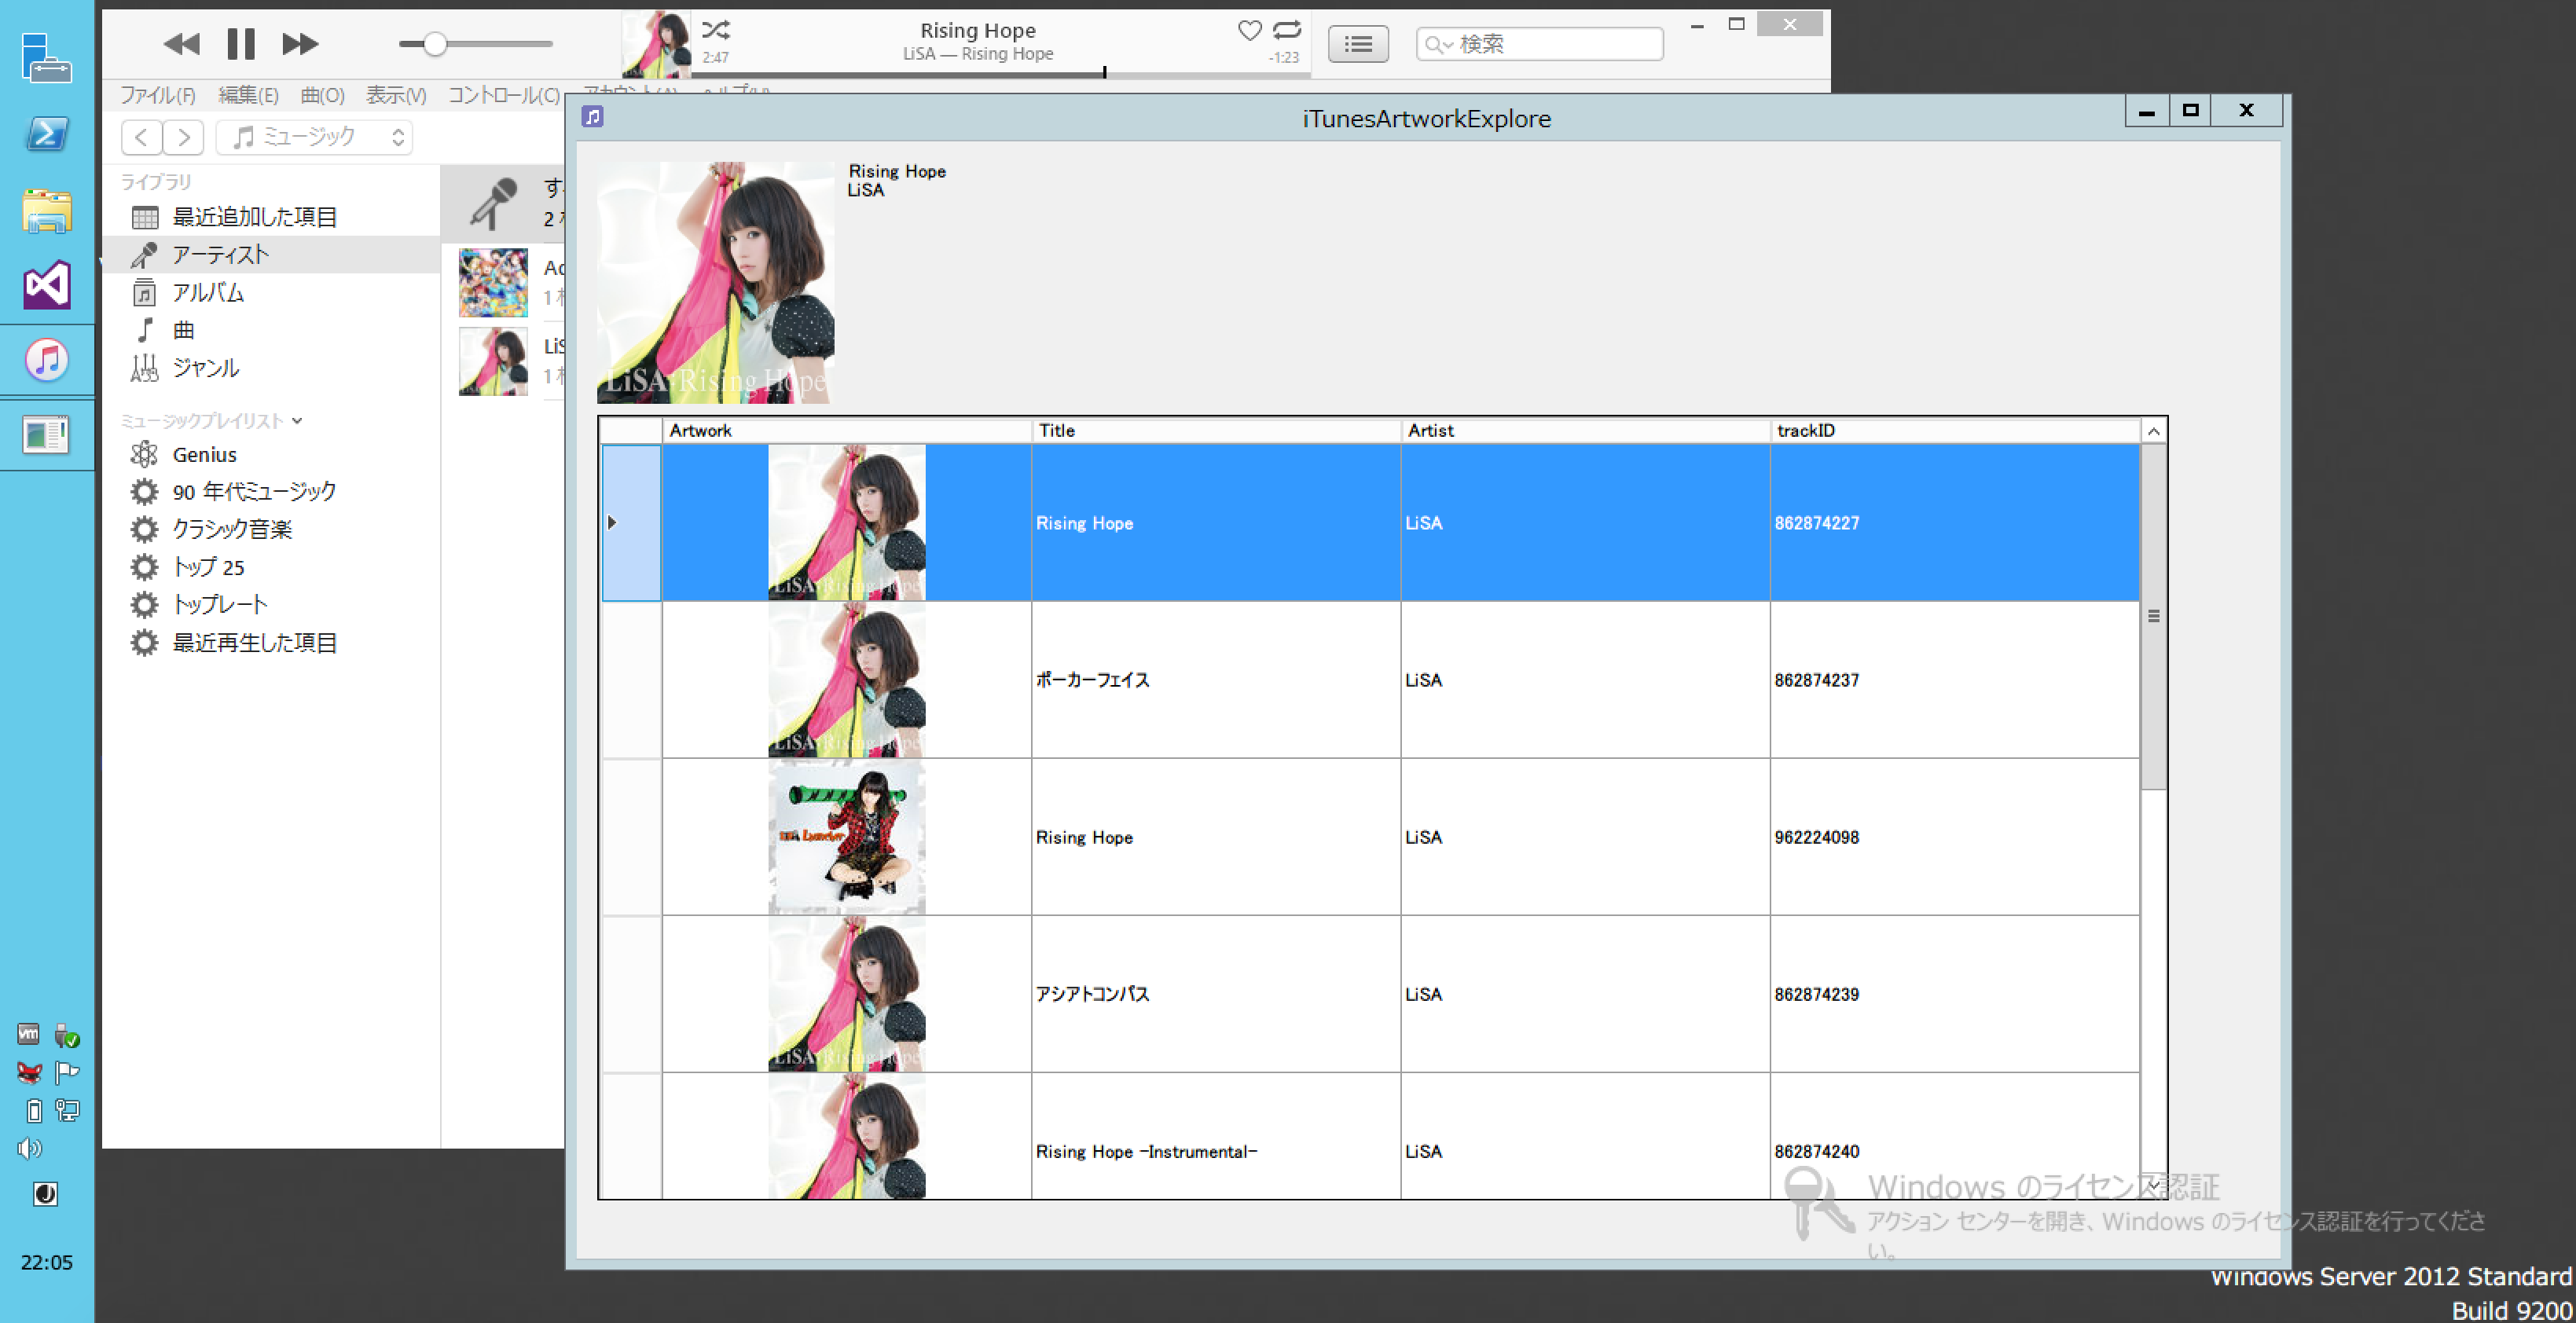 Rising Hope
LiSA — Rising Hope
2:47
-1:23
検索
ファイル(F) 編集(E) 曲(O) 表示(V) コントロール(C)
ミュージック
ライブラリ
最近追加した項目
アーティスト
アルバム
曲
ジャンル
ミュージックプレイリスト
Genius
90 年代ミュージック
クラシック音楽
トップ 25
トップレート
最近再生した項目
iTunesArtworkExplore
Rising Hope
LiSA
LiSA-Rising Hope
Artwork Title Artist trackID
Rising Hope LiSA 862874227
ポーカーフェイス LiSA 862874237
Rising Hope LiSA 962224098
アシアトコンパス LiSA 862874239
Rising Hope -Instrumental- LiSA 862874240
Windows のライセンス認証
アクション センターを開き、Windows のライセンス認証を行ってくださ
い。
Windows Server 2012 Standard
Build 9200
vm
22:05